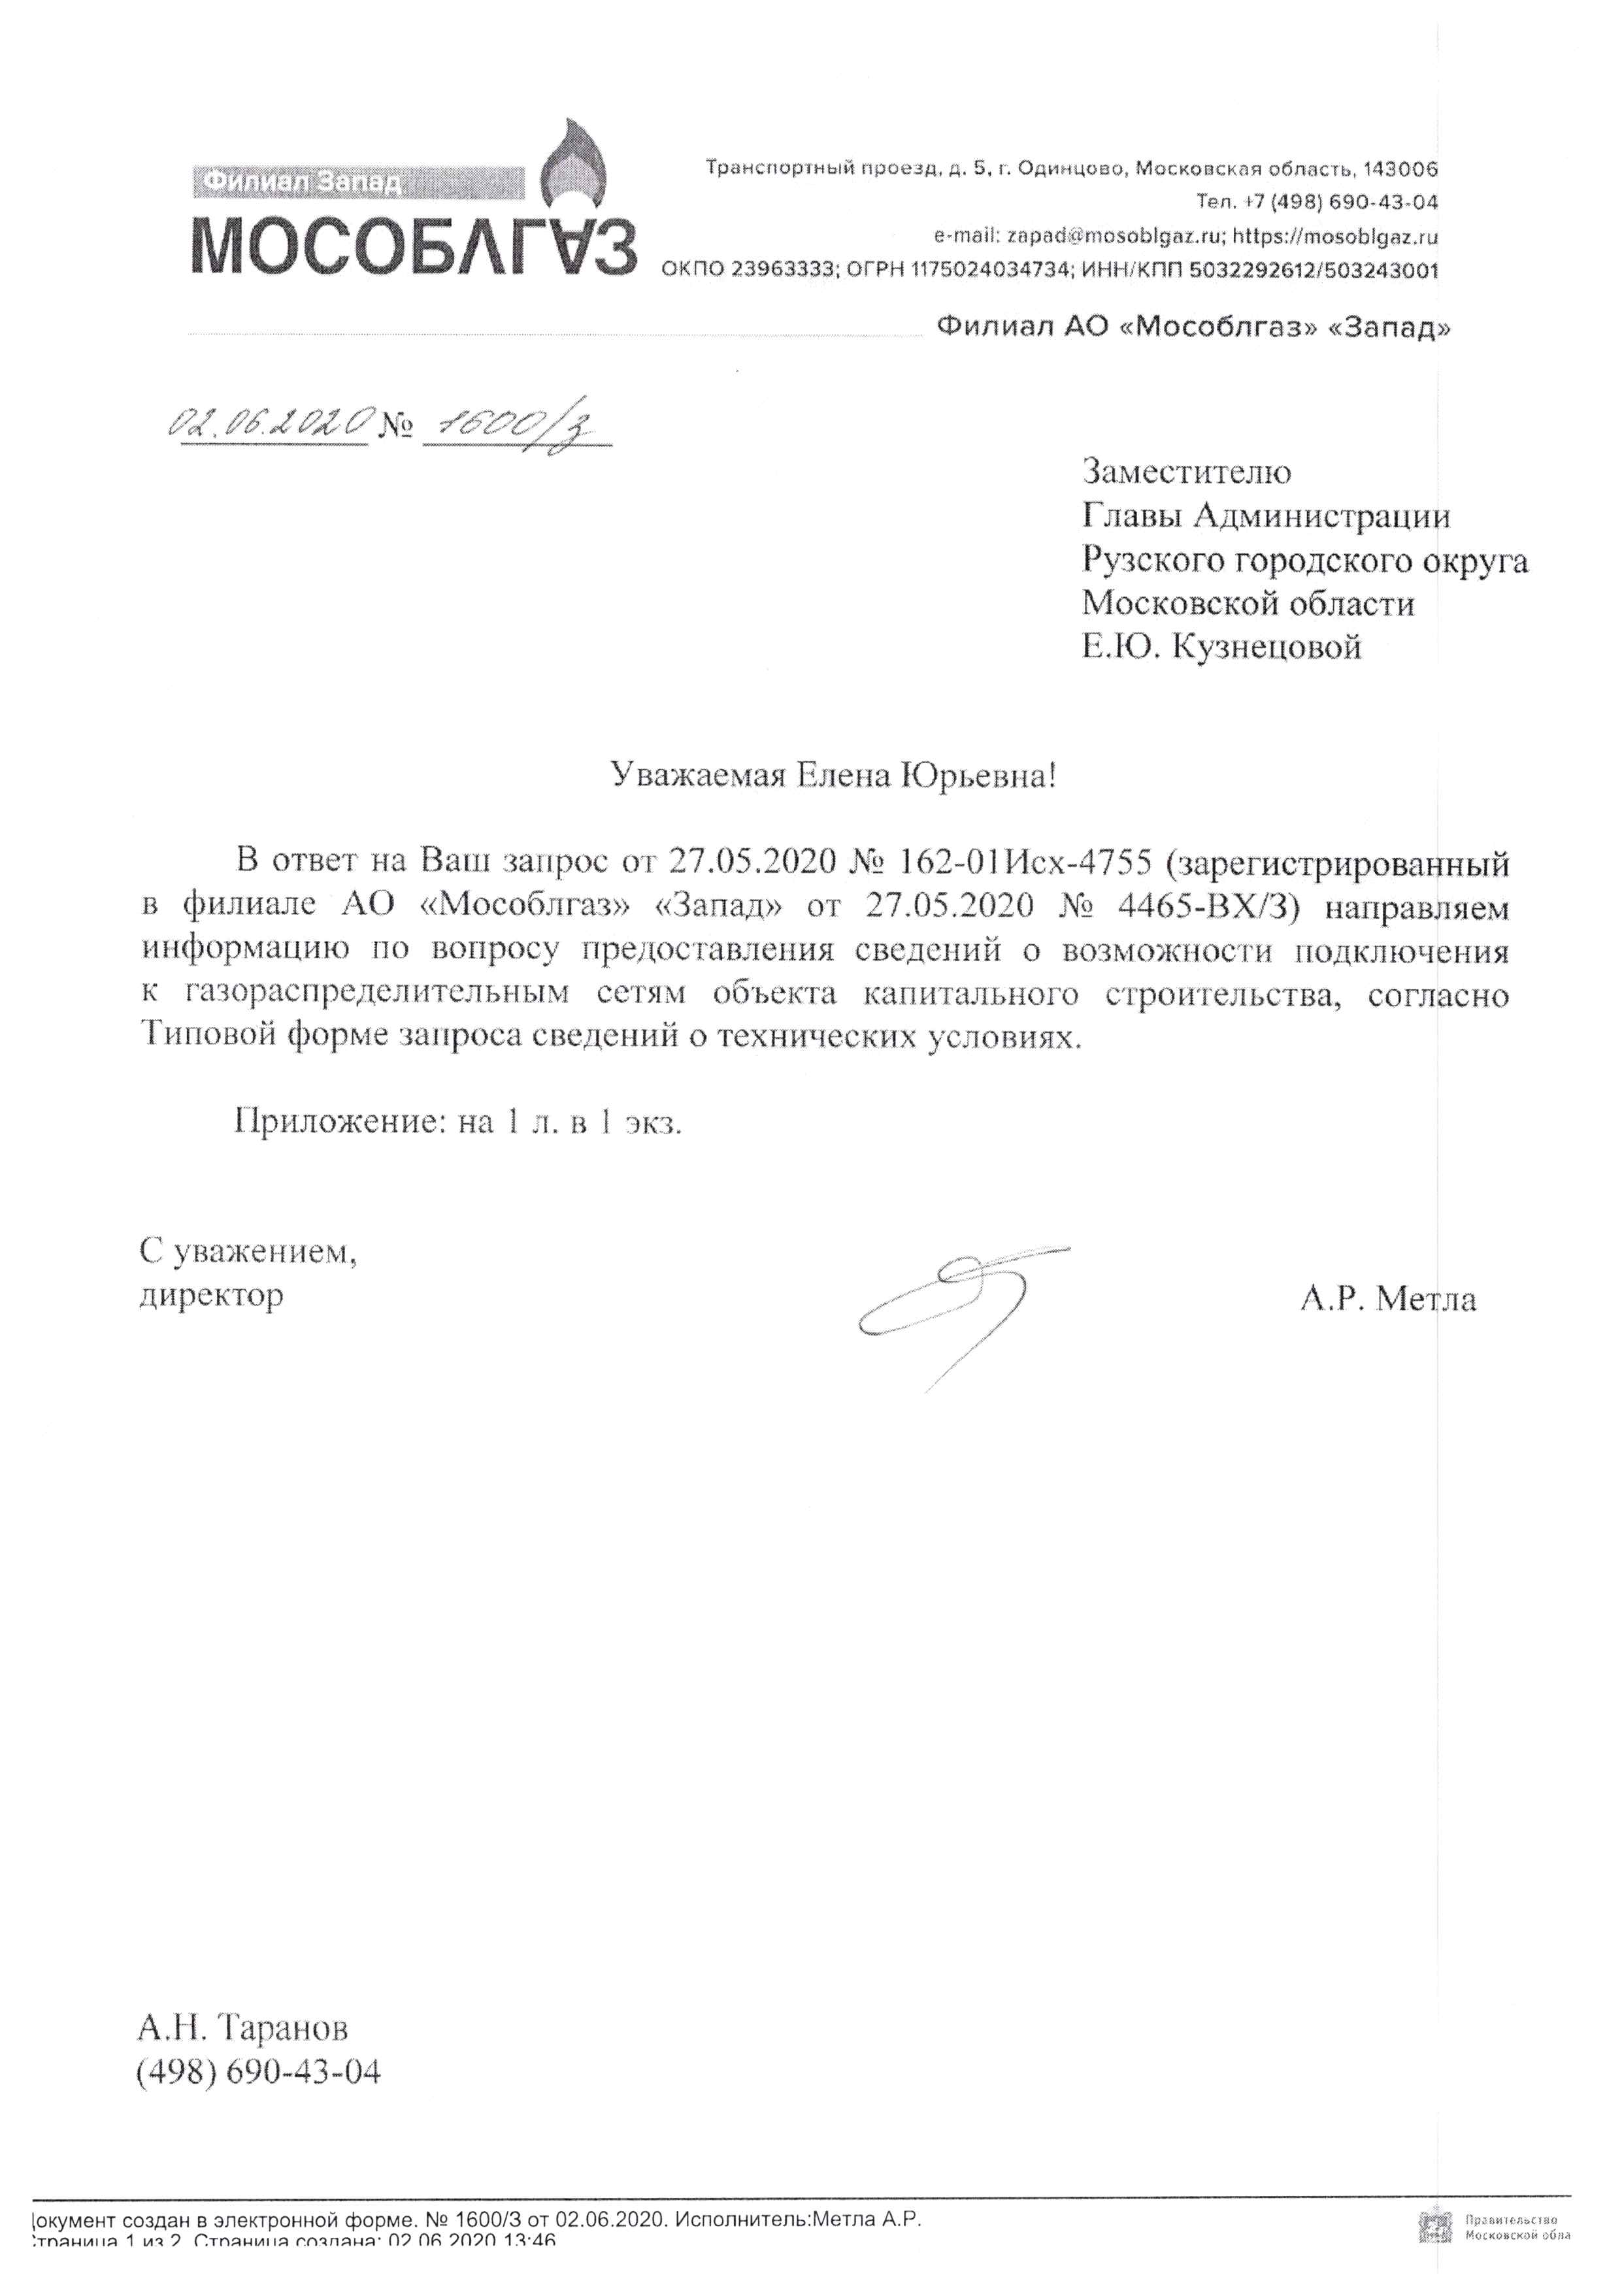 Филиал Запад
МОСОБЛГАЗ
Транспортный проезд, д. 5, г. Одинцово, Московская область, 143006
Тел. +7 (498) 690-43-04
e-mail: zapad@mosoblgaz.ru; https://mosoblgaz.ru
ОКПО 23963333; ОГРН 1175024034734; ИНН/КПП 5032292612/503243001
Филиал АО «Мособлгаз» «Запад»
02.06.2020 № 1600/З
Заместителю
Главы Администрации
Рузского городского округа
Московской области
Е.Ю. Кузнецовой
Уважаемая Елена Юрьевна!
В ответ на Ваш запрос от 27.05.2020 № 162-01Исх-4755 (зарегистрированный
в филиале АО «Мособлгаз» «Запад» от 27.05.2020 № 4465-ВХ/З) направляем
информацию по вопросу предоставления сведений о возможности подключения
к газораспределительным сетям объекта капитального строительства, согласно
Типовой форме запроса сведений о технических условиях.
Приложение: на 1 л. в 1 экз.
С уважением,
директор
А.Р. Метла
А.Н. Таранов
(498) 690-43-04
окумент создан в электронной форме. № 1600/З от 02.06.2020. Исполнитель:Метла А.Р.
траница 1 из 2. Страница создана: 02.06.2020 13:46
Правительство
Московской обла